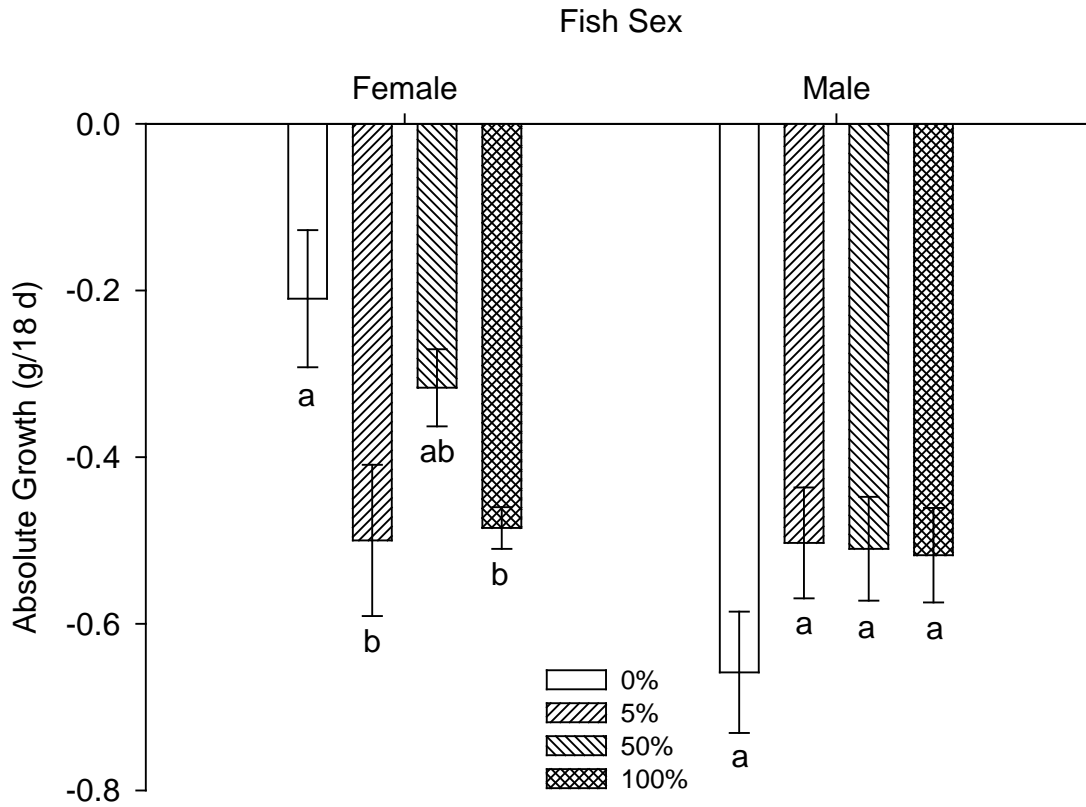 Fish Sex
Female Male
0.0
-0.2
-0.4
-0.6
-0.8
Absolute Growth (g/18 d)
a
b
ab
b
a
a
a
a
0%
5%
50%
100%